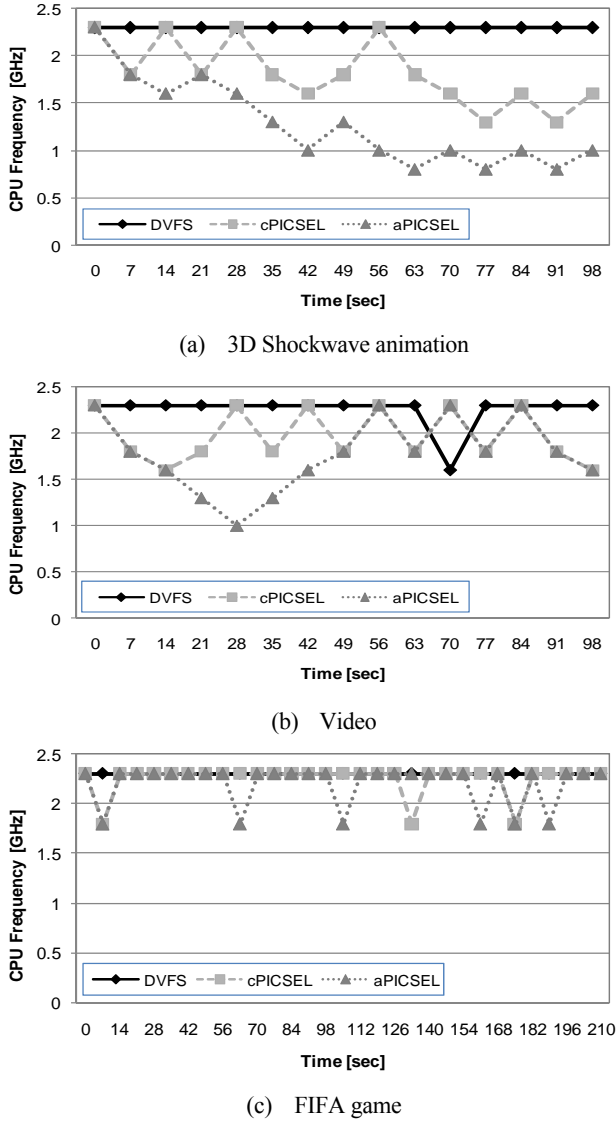 2.5
2
1.5
1
0.5
0
CPU Frequency [GHz]
DVFS cPICSEL aPICSEL
0 7 14 21 28 35 42 49 56 63 70 77 84 91 98
Time [sec]
(a) 3D Shockwave animation
2.5
2
1.5
1
0.5
0
CPU Frequency [GHz]
DVFS cPICSEL aPICSEL
0 7 14 21 28 35 42 49 56 63 70 77 84 91 98
Time [sec]
(b) Video
2.5
2
1.5
1
0.5
0
CPU Frequency [GHz]
DVFS cPICSEL aPICSEL
0 14 28 42 56 70 84 98 112 126 140 154 168 182 196 210
Time [sec]
(c) FIFA game